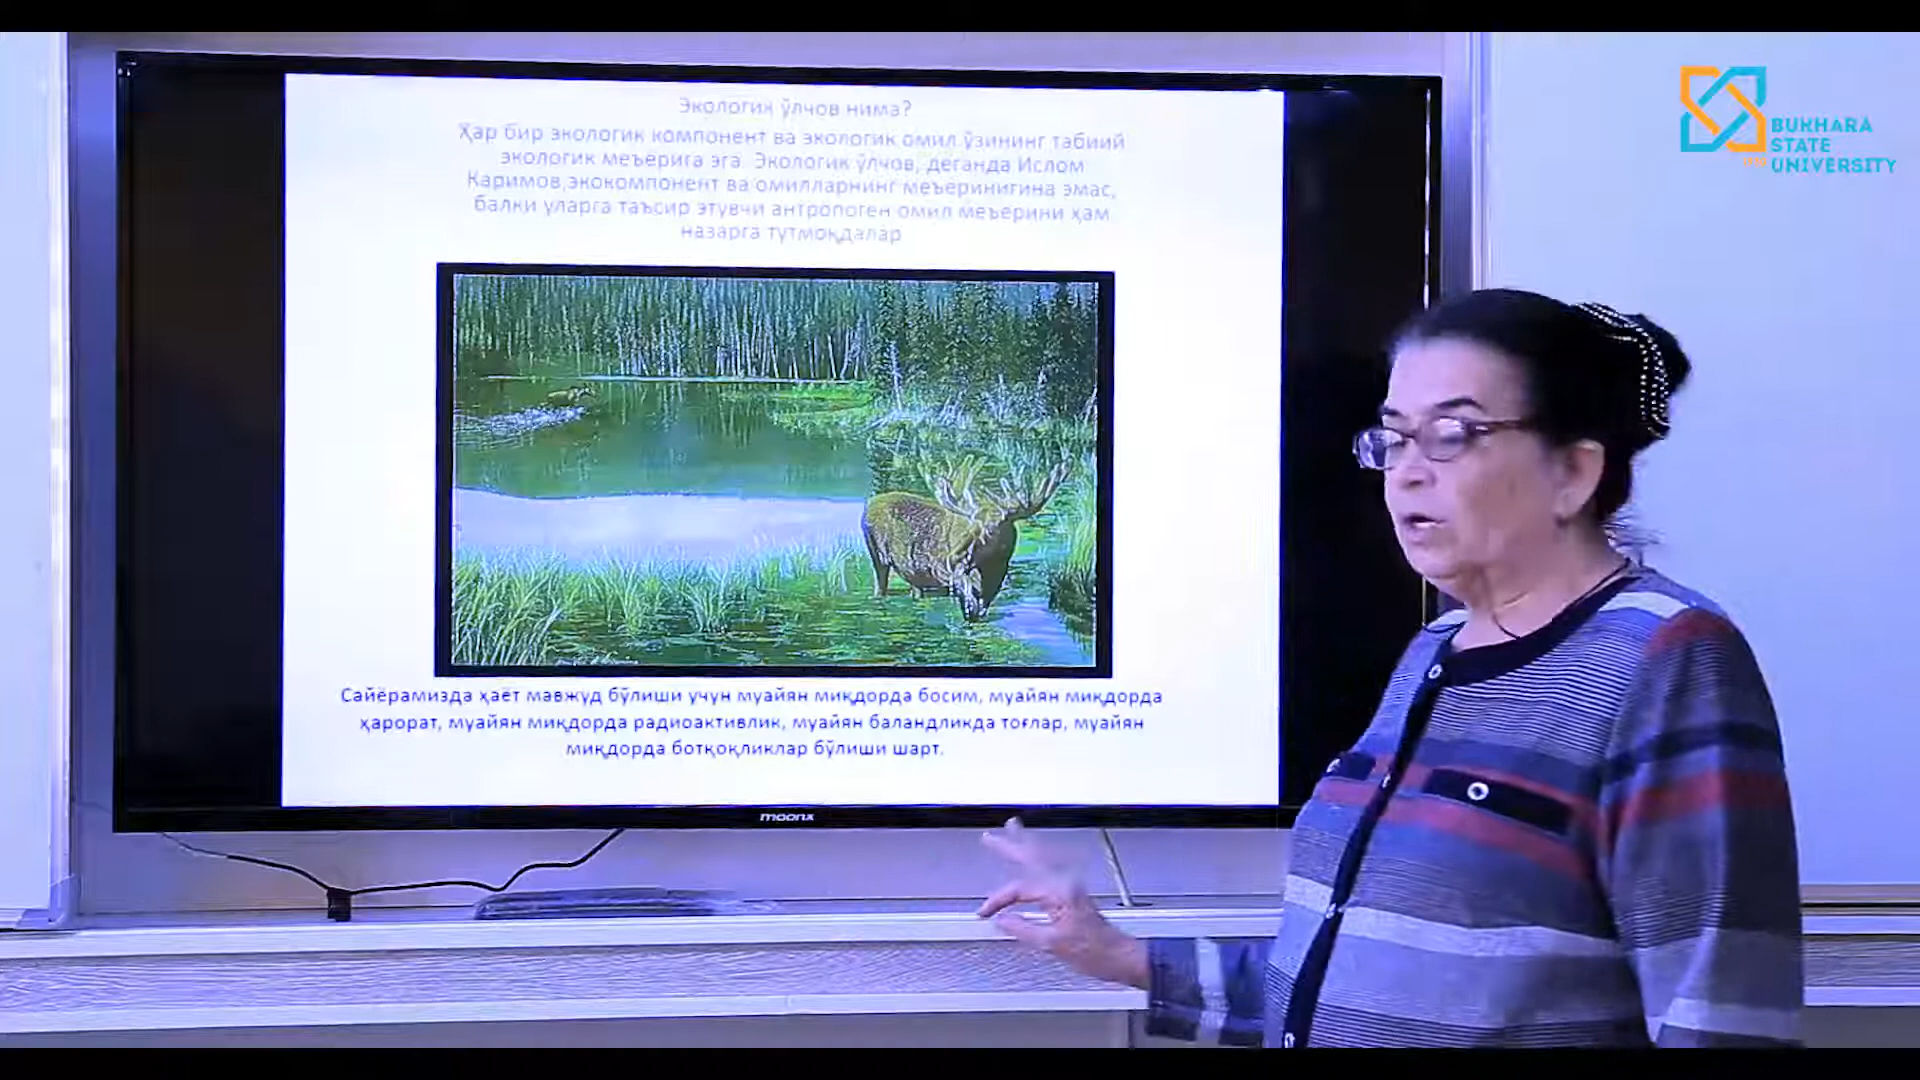 Экологик ўлчов нима?
Ҳар бир экологик компонент ва экологик омил ўзининг табиий
экологик меъёрига эга. Экологик ўлчов, деганда Ислом
Каримов,экокомпонент ва омилларнинг меъёринигина эмас,
балки уларга таъсир этувчи антропоген омил меъёрини ҳам
назарга тутмоқдалар
Сайёрамизда ҳаёт мавжуд бўлиши учун муайян миқдорда босим, муайян миқдорда
ҳарорат, муайян миқдорда радиоактивлик, муайян баландликда тоғлар, муайян
миқдорда ботқоқликлар бўлиши шарт.
moonx
BUKHARA
STATE
UNIVERSITY